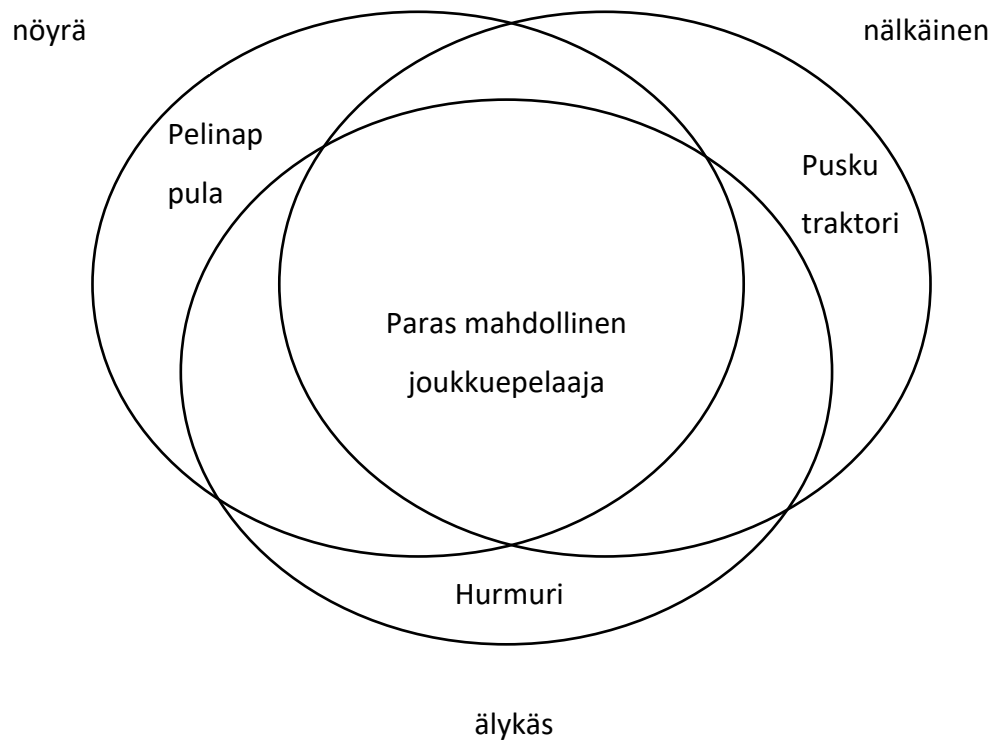 nöyrä
nälkäinen
Pelinap
pula
Pusku
traktori
Paras mahdollinen
joukkuepelaaja
Hurmuri
älykäs